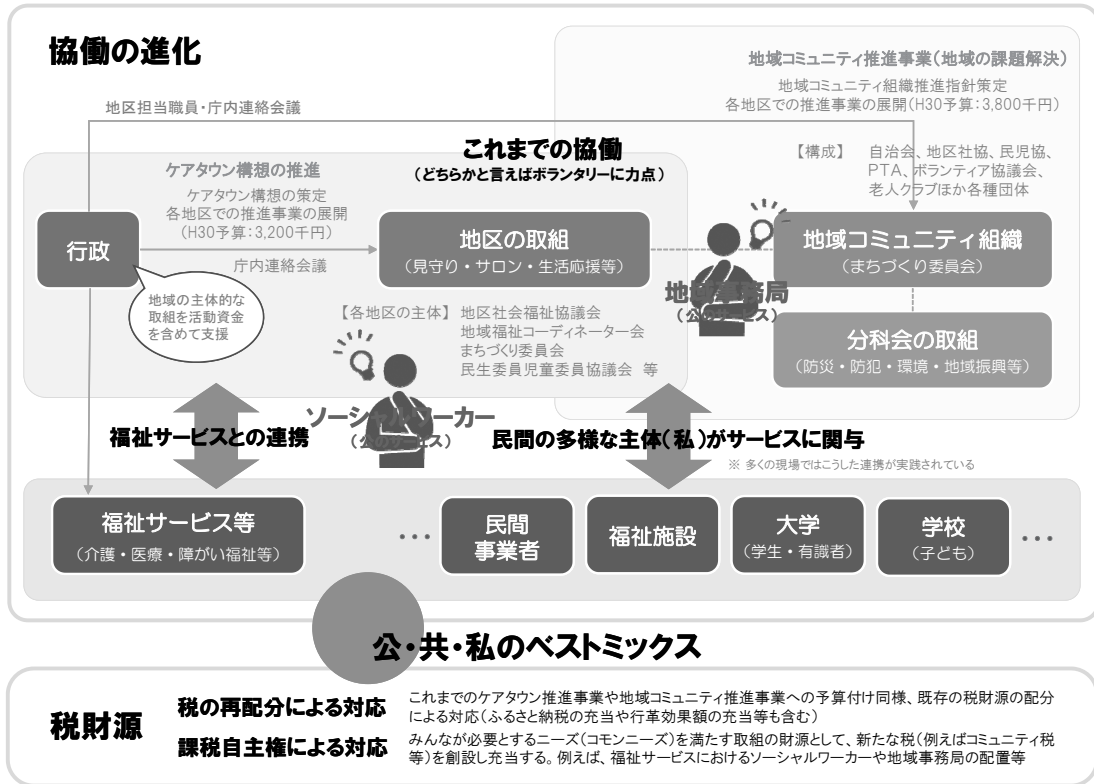 協働の進化
地域コミュニティ推進事業(地域の課題解決)
地域コミュニティ組織推進指針策定
各地区での推進事業の展開(H30予算:3,800千円)
地区担当職員・庁内連絡会議
これまでの協働
(どちらかと言えばボランタリーに力点)
【構成】 自治会、地区社協、民児協、
PTA、ボランティア協議会、
老人クラブほか各種団体
ケアタウン構想の推進
ケアタウン構想の策定
各地区での推進事業の展開
(H30予算:3,200千円)
行政
庁内連絡会議
地区の取組
(見守り・サロン・生活応援等)
地域コミュニティ組織
(まちづくり委員会)
地域の主体的な
取組を活動資金
を含めて支援
地域事務局
(公のサービス)
【各地区の主体】 地区社会福祉協議会
地域福祉コーディネーター会
まちづくり委員会
民生委員児童委員協議会 等
分科会の取組
(防災・防犯・環境・地域振興等)
ソーシャルワーカー
(公のサービス)
福祉サービスとの連携
民間の多様な主体(私)がサービスに関与
※ 多くの現場ではこうした連携が実践されている
福祉サービス等
(介護・医療・障がい福祉等)
…
民間
事業者
福祉施設
大学
(学生・有識者)
学校
(子ども)
…
公・共・私のベストミックス
税財源
税の再配分による対応
これまでのケアタウン推進事業や地域コミュニティ推進事業への予算付け同様、既存の税財源の配分
による対応(ふるさと納税の充当や行革効果額の充当等も含む)
課税自主権による対応
みんなが必要とするニーズ(コモンニーズ)を満たす取組の財源として、新たな税(例えばコミュニティ税
等)を創設し充当する。例えば、福祉サービスにおけるソーシャルワーカーや地域事務局の配置等